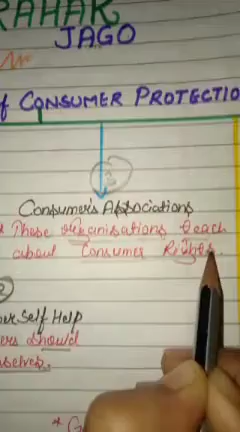 RAHAK
JAGO
of CONSUMER PROTECTIO
Consumer's Associations
* These organisations teach
about Consumer Rights.
2
er SELF HELP
ers should
mselves.
* G